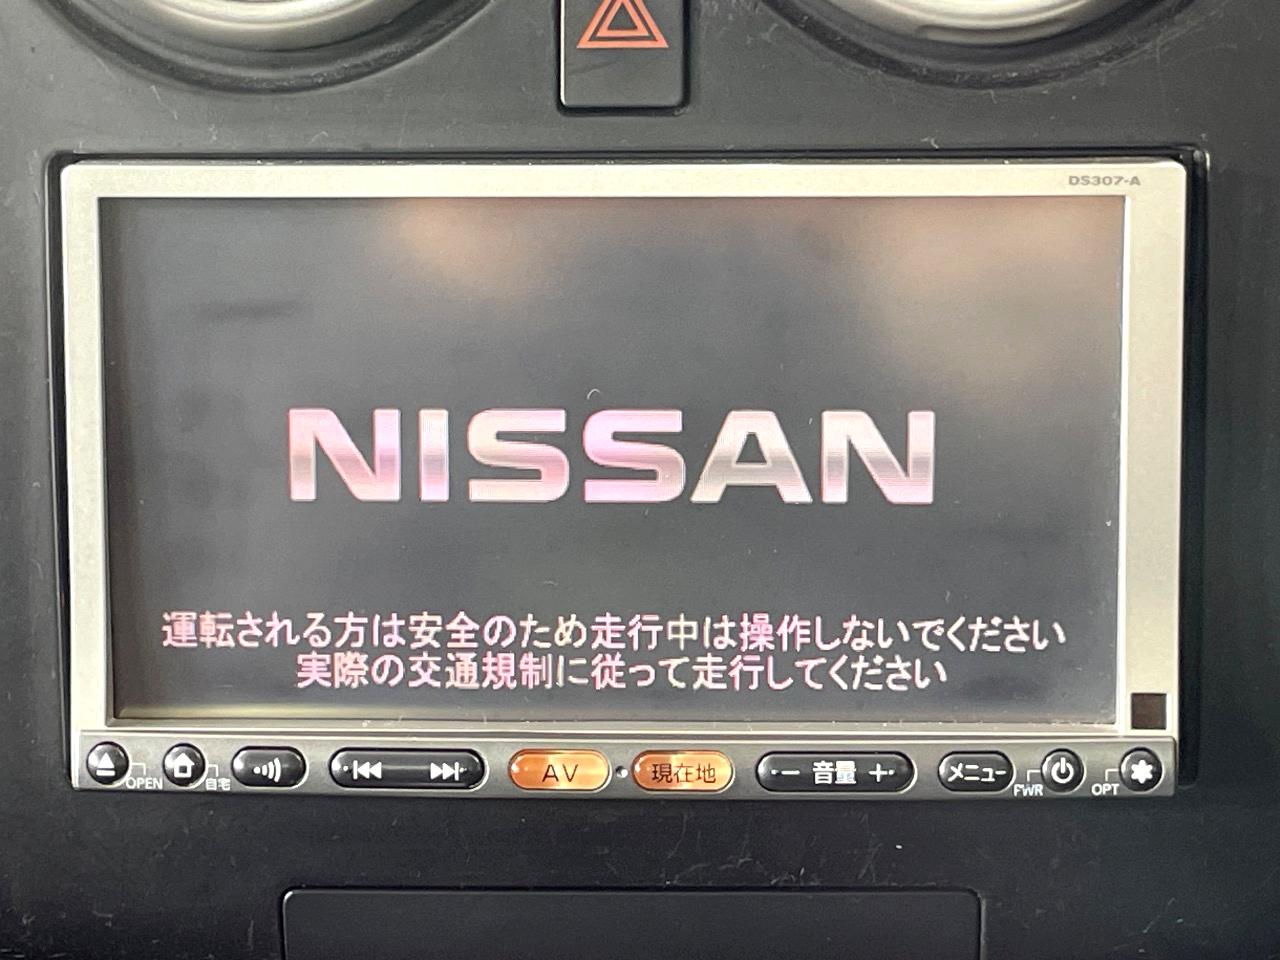 DS307-A
NISSAN
運転される方は安全のため走行中は操作しないでください
実際の交通規制に従って走行してください
OPEN 自宅 AV 現在地 － 音量 ＋ メニュー PWR OPT